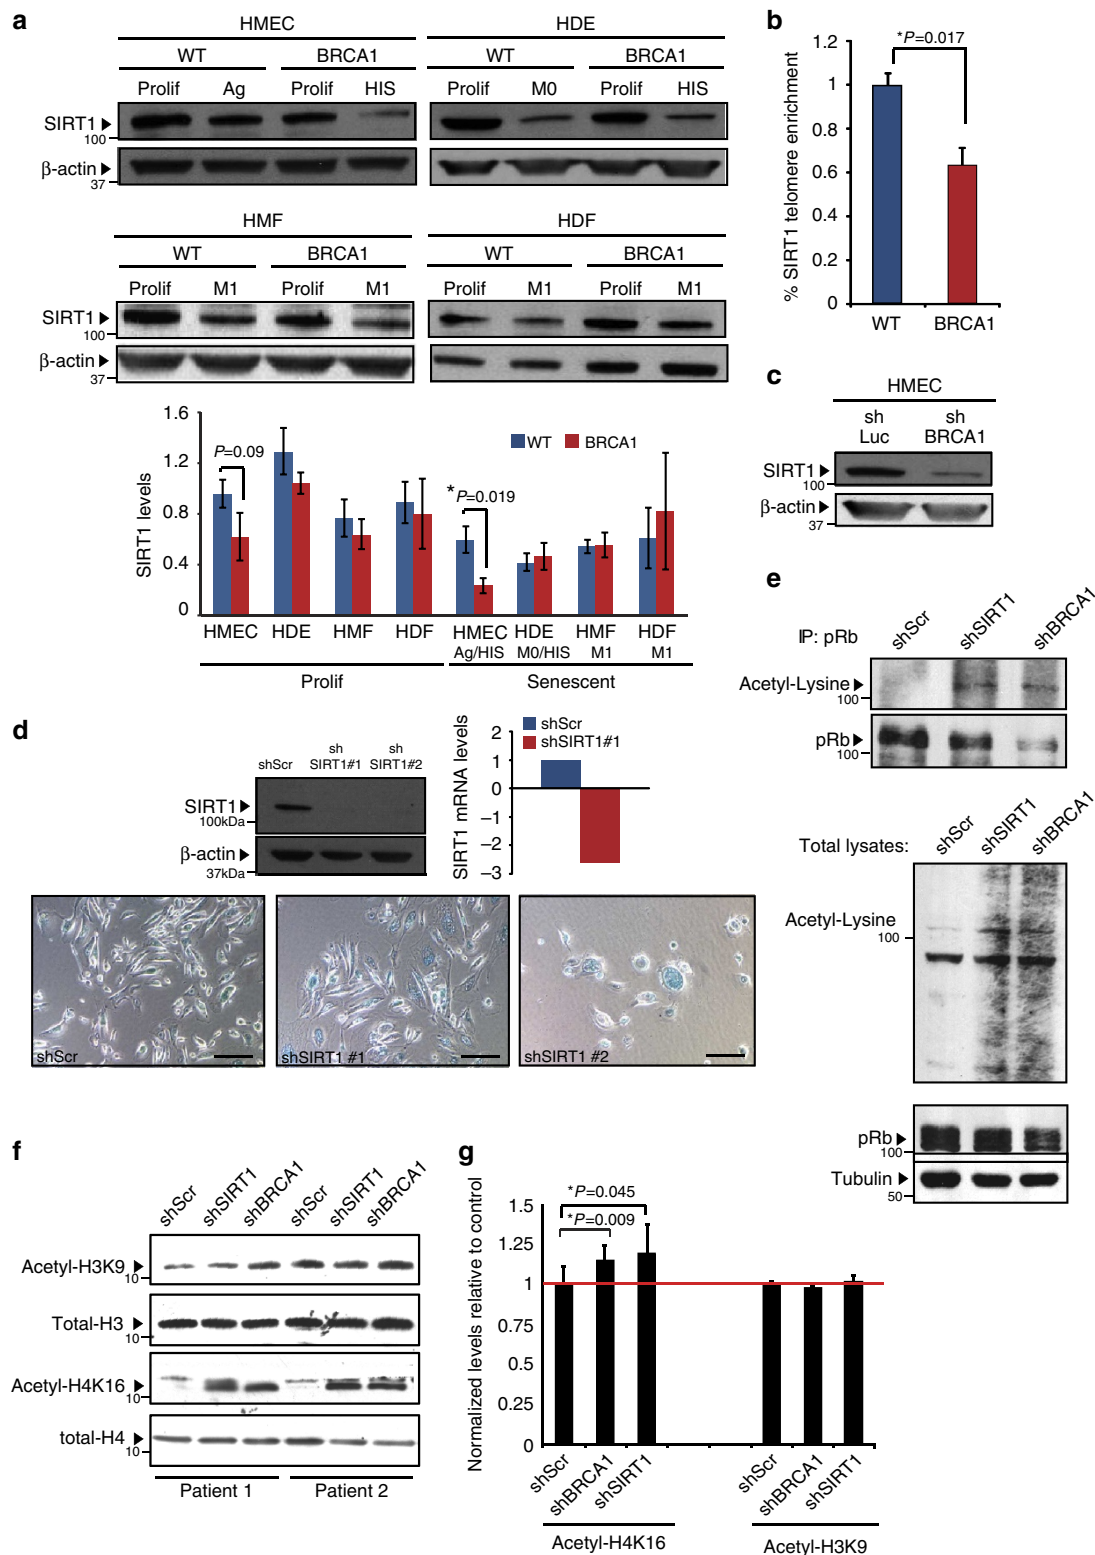 a
HMEC
WT BRCA1
Prolif Ag Prolif HIS
SIRT1
100
β-actin
37
HDE
WT BRCA1
Prolif M0 Prolif HIS
HMF
WT BRCA1
Prolif M1 Prolif M1
SIRT1
100
β-actin
37
HDF
WT BRCA1
Prolif M1 Prolif M1
SIRT1 levels
1.6
1.2
0.8
0.4
0
WT BRCA1
P=0.09
*P=0.019
HMEC HDE HMF HDF HMEC HDE HMF HDF
Ag/HIS M0/HIS M1 M1
Prolif Senescent
b
% SIRT1 telomere enrichment
1.2
1
0.8
0.6
0.4
0.2
0
*P=0.017
WT BRCA1
c
HMEC
sh sh
Luc BRCA1
SIRT1
100
β-actin
37
d
sh sh
shScr SIRT1#1 SIRT1#2
SIRT1
100kDa
β-actin
37kDa
SIRT1 mRNA levels
2
1
0
–1
–2
–3
shScr
shSIRT1#1
shScr
shSIRT1 #1
shSIRT1 #2
e
IP: pRb
shScr shSIRT1 shBRCA1
Acetyl-Lysine
100
pRb
100
Total lysates:
shScr shSIRT1 shBRCA1
Acetyl-Lysine
100
pRb
100
Tubulin
50
f
shScr shSIRT1 shBRCA1 shScr shSIRT1 shBRCA1
Acetyl-H3K9
10
Total-H3
10
Acetyl-H4K16
10
total-H4
10
Patient 1 Patient 2
g
Normalized levels relative to control
1.5
1.25
1
0.75
0.5
0.25
0
*P=0.045
*P=0.009
shScr shBRCA1 shSIRT1 shScr shBRCA1 shSIRT1
Acetyl-H4K16 Acetyl-H3K9